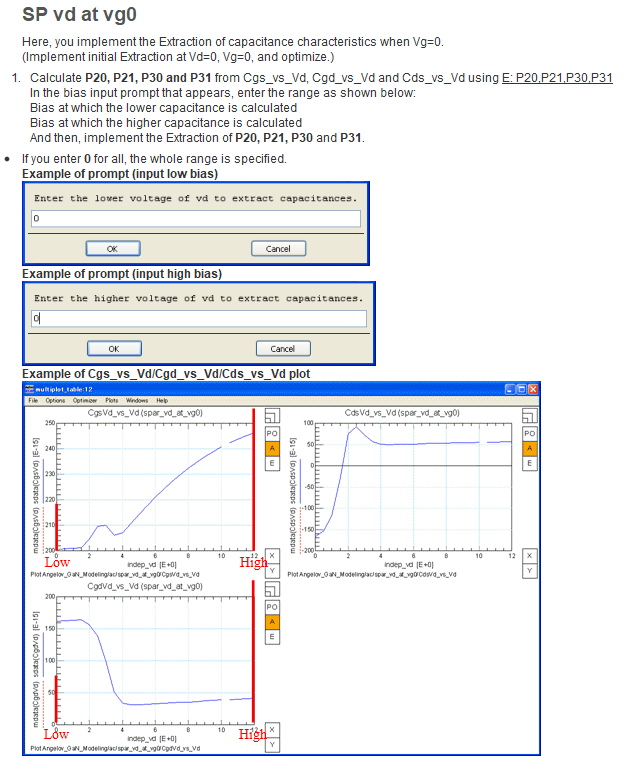 SP vd at vg0
Here, you implement the Extraction of capacitance characteristics when Vg=0.
(Implement initial Extraction at Vd=0, Vg=0, and optimize.)
1. Calculate P20, P21, P30 and P31 from Cgs_vs_Vd, Cgd_vs_Vd and Cds_vs_Vd using E: P20,P21,P30,P31
In the bias input prompt that appears, enter the range as shown below:
Bias at which the lower capacitance is calculated
Bias at which the higher capacitance is calculated
And then, implement the Extraction of P20, P21, P30 and P31.
• If you enter 0 for all, the whole range is specified.
Example of prompt (input low bias)
Enter the lower voltage of vd to extract capacitances.
0
OK Cancel
Example of prompt (input high bias)
Enter the higher voltage of vd to extract capacitances.
0
OK Cancel
Example of Cgs_vs_Vd/Cgd_vs_Vd/Cds_vs_Vd plot
multiplot_table:12
File Options Optimizer Plots Windows Help
CgsVd_vs_Vd (spar_vd_at_vg0)
mdata(CgsVd) sdata(CgsVd) [E-15]
250
240
230
220
210
200
0 2 4 6 8 10 12
Low High
indep_vd [E+0]
Plot Angelov_GaN_Modeling/ac/spar_vd_at_vg0/CgsVd_vs_Vd
PO
A
E
X
Y
CdsVd_vs_Vd (spar_vd_at_vg0)
mdata(CdsVd) sdata(CdsVd) [E-15]
100
50
0
-50
-100
-150
-200
0 2 4 6 8 10 12
indep_vd [E+0]
Plot Angelov_GaN_Modeling/ac/spar_vd_at_vg0/CdsVd_vs_Vd
PO
A
E
X
Y
CgdVd_vs_Vd (spar_vd_at_vg0)
mdata(CgdVd) sdata(CgdVd) [E-15]
200
150
100
50
0
0 2 4 6 8 10 12
Low High
indep_vd [E+0]
Plot Angelov_GaN_Modeling/ac/spar_vd_at_vg0/CgdVd_vs_Vd
PO
A
E
X
Y